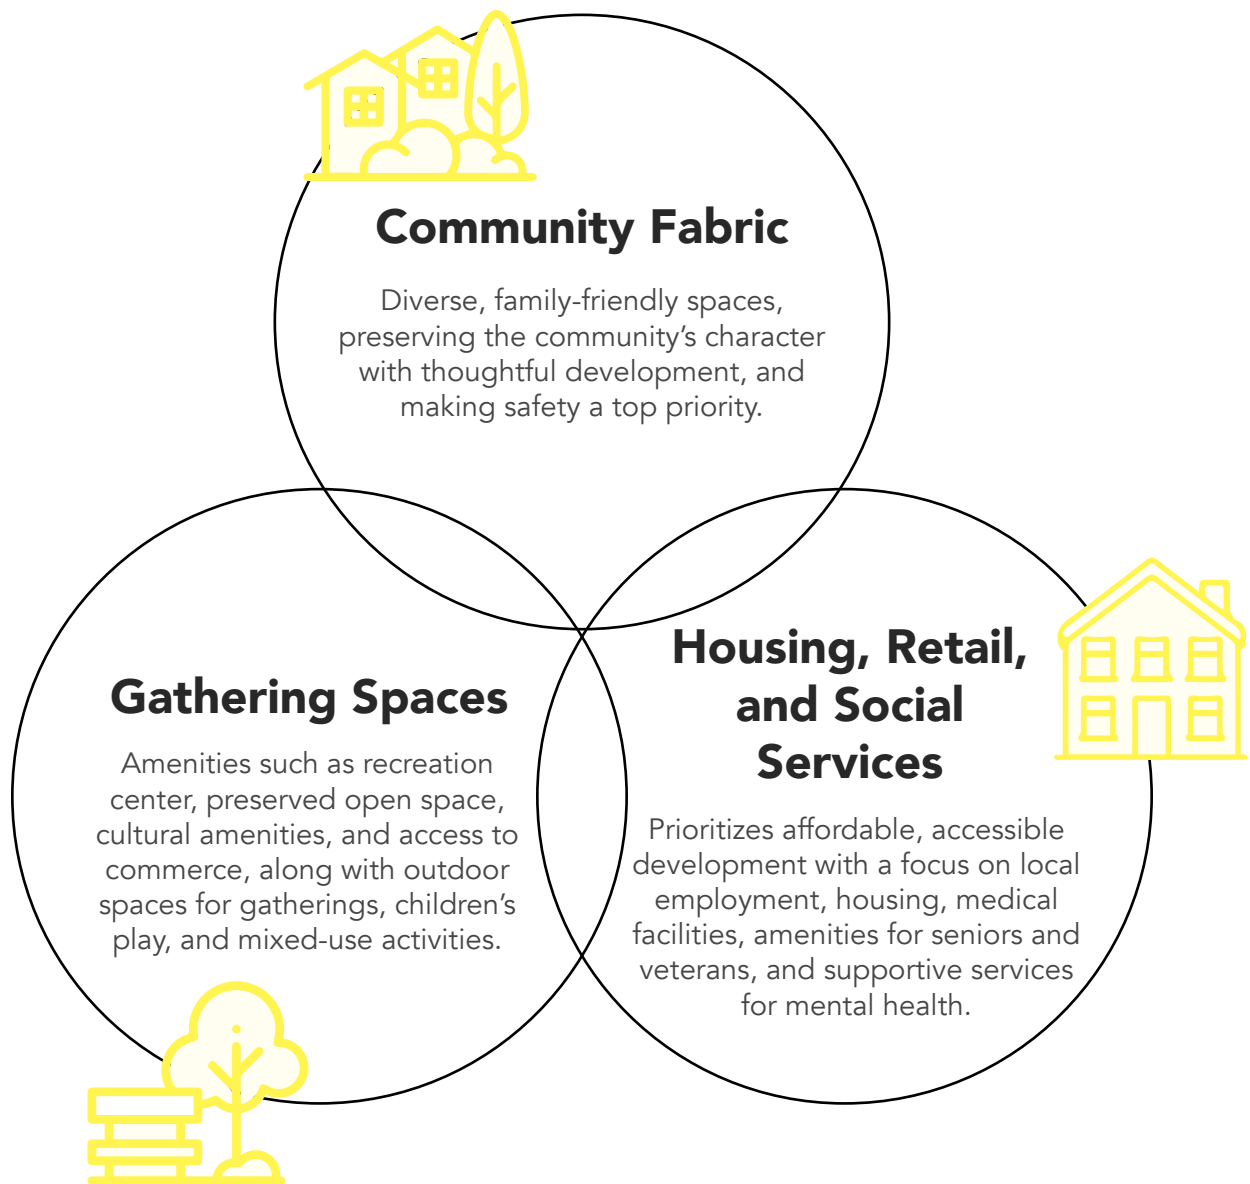 Community Fabric
Diverse, family-friendly spaces,
preserving the community’s character
with thoughtful development, and
making safety a top priority.
Gathering Spaces
Amenities such as recreation
center, preserved open space,
cultural amenities, and access to
commerce, along with outdoor
spaces for gatherings, children’s
play, and mixed-use activities.
Housing, Retail,
and Social
Services
Prioritizes affordable, accessible
development with a focus on local
employment, housing, medical
facilities, amenities for seniors and
veterans, and supportive services
for mental health.